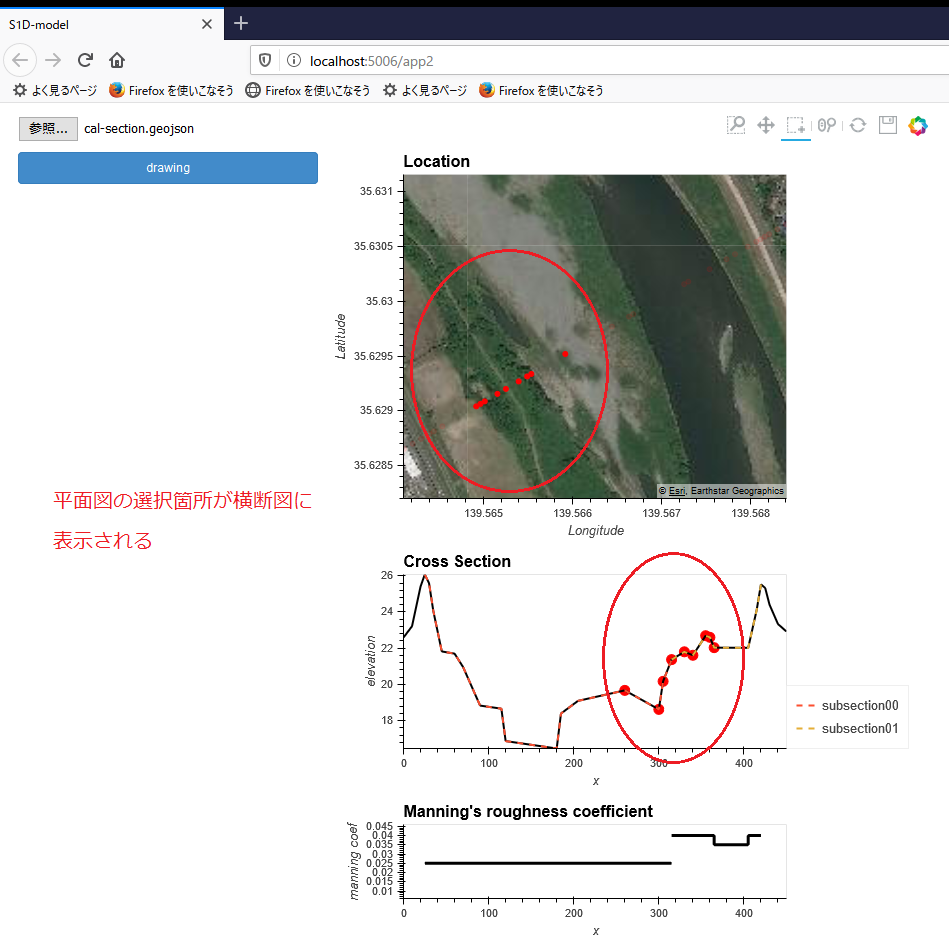 S1D-model
localhost:5006/app2
よく見るページ Firefox を使いこなそう Firefox を使いこなそう よく見るページ Firefox を使いこなそう
参照... cal-section.geojson
drawing
Location
35.631
35.6305
35.63
35.6295
35.629
35.6285
Latitude
© Esri, Earthstar Geographics
139.565 139.566 139.567 139.568
Longitude
平面図の選択箇所が横断図に
表示される
Cross Section
26
24
22
20
18
elevation
subsection00
subsection01
0 100 200 300 400
x
Manning's roughness coefficient
0.045
0.04
0.035
0.03
0.025
0.02
0.015
0.01
manning coef
0 100 200 300 400
x